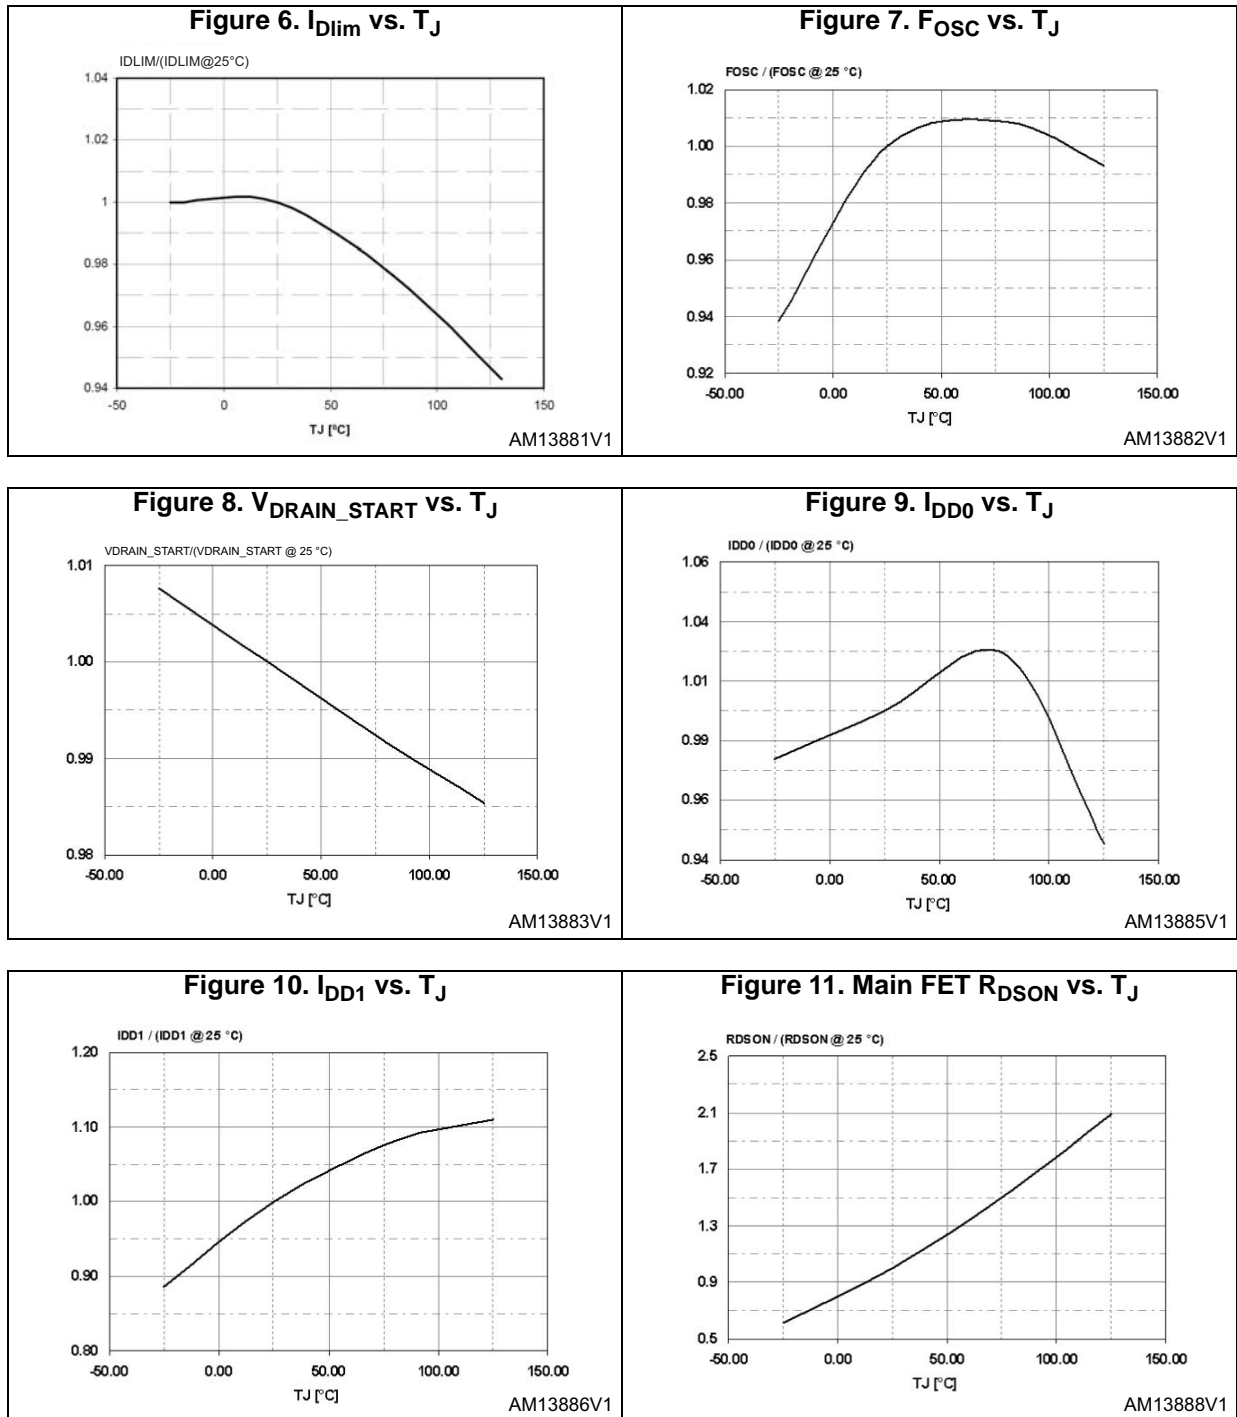 Figure 6. IDlim vs. TJ
IDLIM/(IDLIM@25°C)
1.04
1.02
1
0.98
0.96
0.94
-50 0 50 100 150
TJ [°C]
AM13881V1
Figure 7. FOSC vs. TJ
FOSC / (FOSC @ 25 °C)
1.02
1.00
0.98
0.96
0.94
0.92
-50.00 0.00 50.00 100.00 150.00
TJ [°C]
AM13882V1
Figure 8. VDRAIN_START vs. TJ
VDRAIN_START/(VDRAIN_START @ 25 °C)
1.01
1.00
0.99
0.98
-50.00 0.00 50.00 100.00 150.00
TJ [°C]
AM13883V1
Figure 9. IDD0 vs. TJ
IDD0 / (IDD0 @ 25 °C)
1.06
1.04
1.01
0.99
0.96
0.94
-50.00 0.00 50.00 100.00 150.00
TJ [°C]
AM13885V1
Figure 10. IDD1 vs. TJ
IDD1 / (IDD1 @ 25 °C)
1.20
1.10
1.00
0.90
0.80
-50.00 0.00 50.00 100.00 150.00
TJ [°C]
AM13886V1
Figure 11. Main FET RDSON vs. TJ
RDSON / (RDSON @ 25 °C)
2.5
2.1
1.7
1.3
0.9
0.5
-50.00 0.00 50.00 100.00 150.00
TJ [°C]
AM13888V1